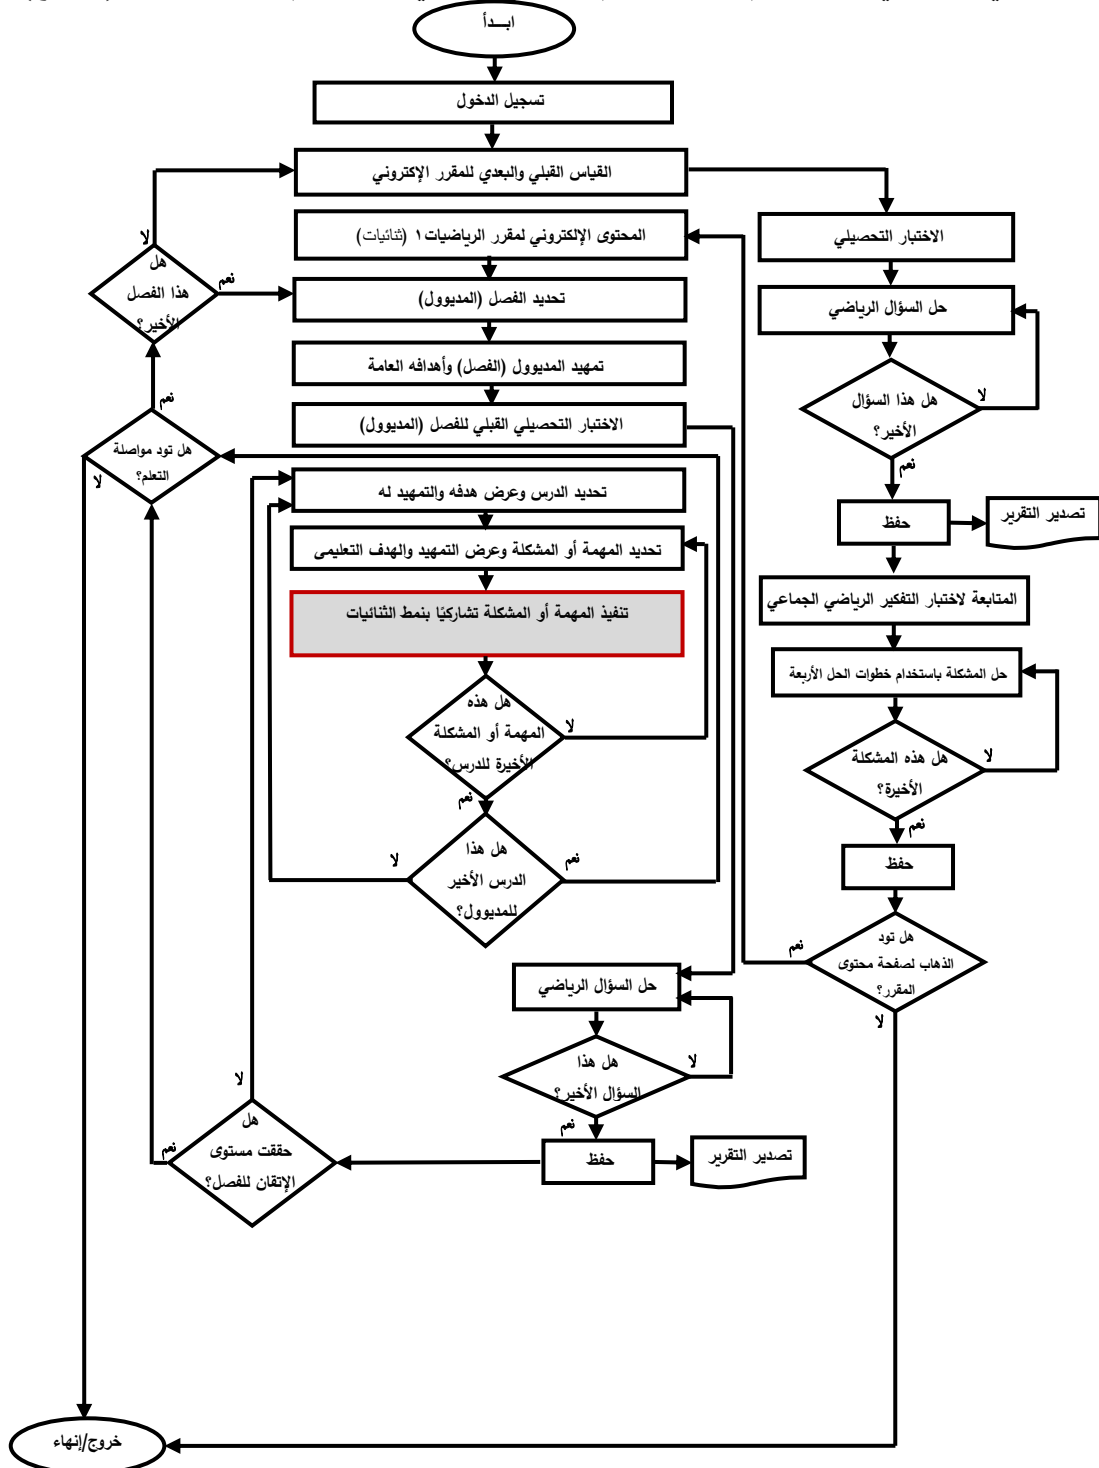 ابــدأ
تسجيل الدخول
القياس القبلي والبعدي للمقرر الإكتروني
المحتوى الإلكتروني لمقرر الرياضيات ١ (ثنائيات)
تحديد الفصل (المديوول)
تمهيد المديوول (الفصل) وأهدافه العامة
الاختبار التحصيلي القبلي للفصل (المديوول)
تحديد الدرس وعرض هدفه والتمهيد له
تحديد المهمة أو المشكلة وعرض التمهيد والهدف التعليمى
تنفيذ المهمة أو المشكلة تشاركيًا بنمط الثنائيات
هل هذه
المهمة أو المشكلة
الأخيرة للدرس؟
لا
نعم
هل هذا
الدرس الأخير
للمديوول؟
لا
نعم
الاختبار التحصيلي
حل السؤال الرياضي
هل هذا السؤال
الأخير؟
لا
نعم
حفظ
تصدير التقرير
المتابعة لاختبار التفكير الرياضي الجماعي
حل المشكلة باستخدام خطوات الحل الأربعة
هل هذه المشكلة
الأخيرة؟
لا
نعم
حفظ
هل تود
الذهاب لصفحة محتوى
المقرر؟
نعم
لا
حل السؤال الرياضي
هل هذا
السؤال الأخير؟
لا
نعم
حفظ
تصدير التقرير
هل
حققت مستوى
الإتقان للفصل؟
لا
نعم
هل تود مواصلة
التعلم؟
نعم
لا
هل
هذا الفصل
الأخير؟
لا
نعم
خروج/إنهاء